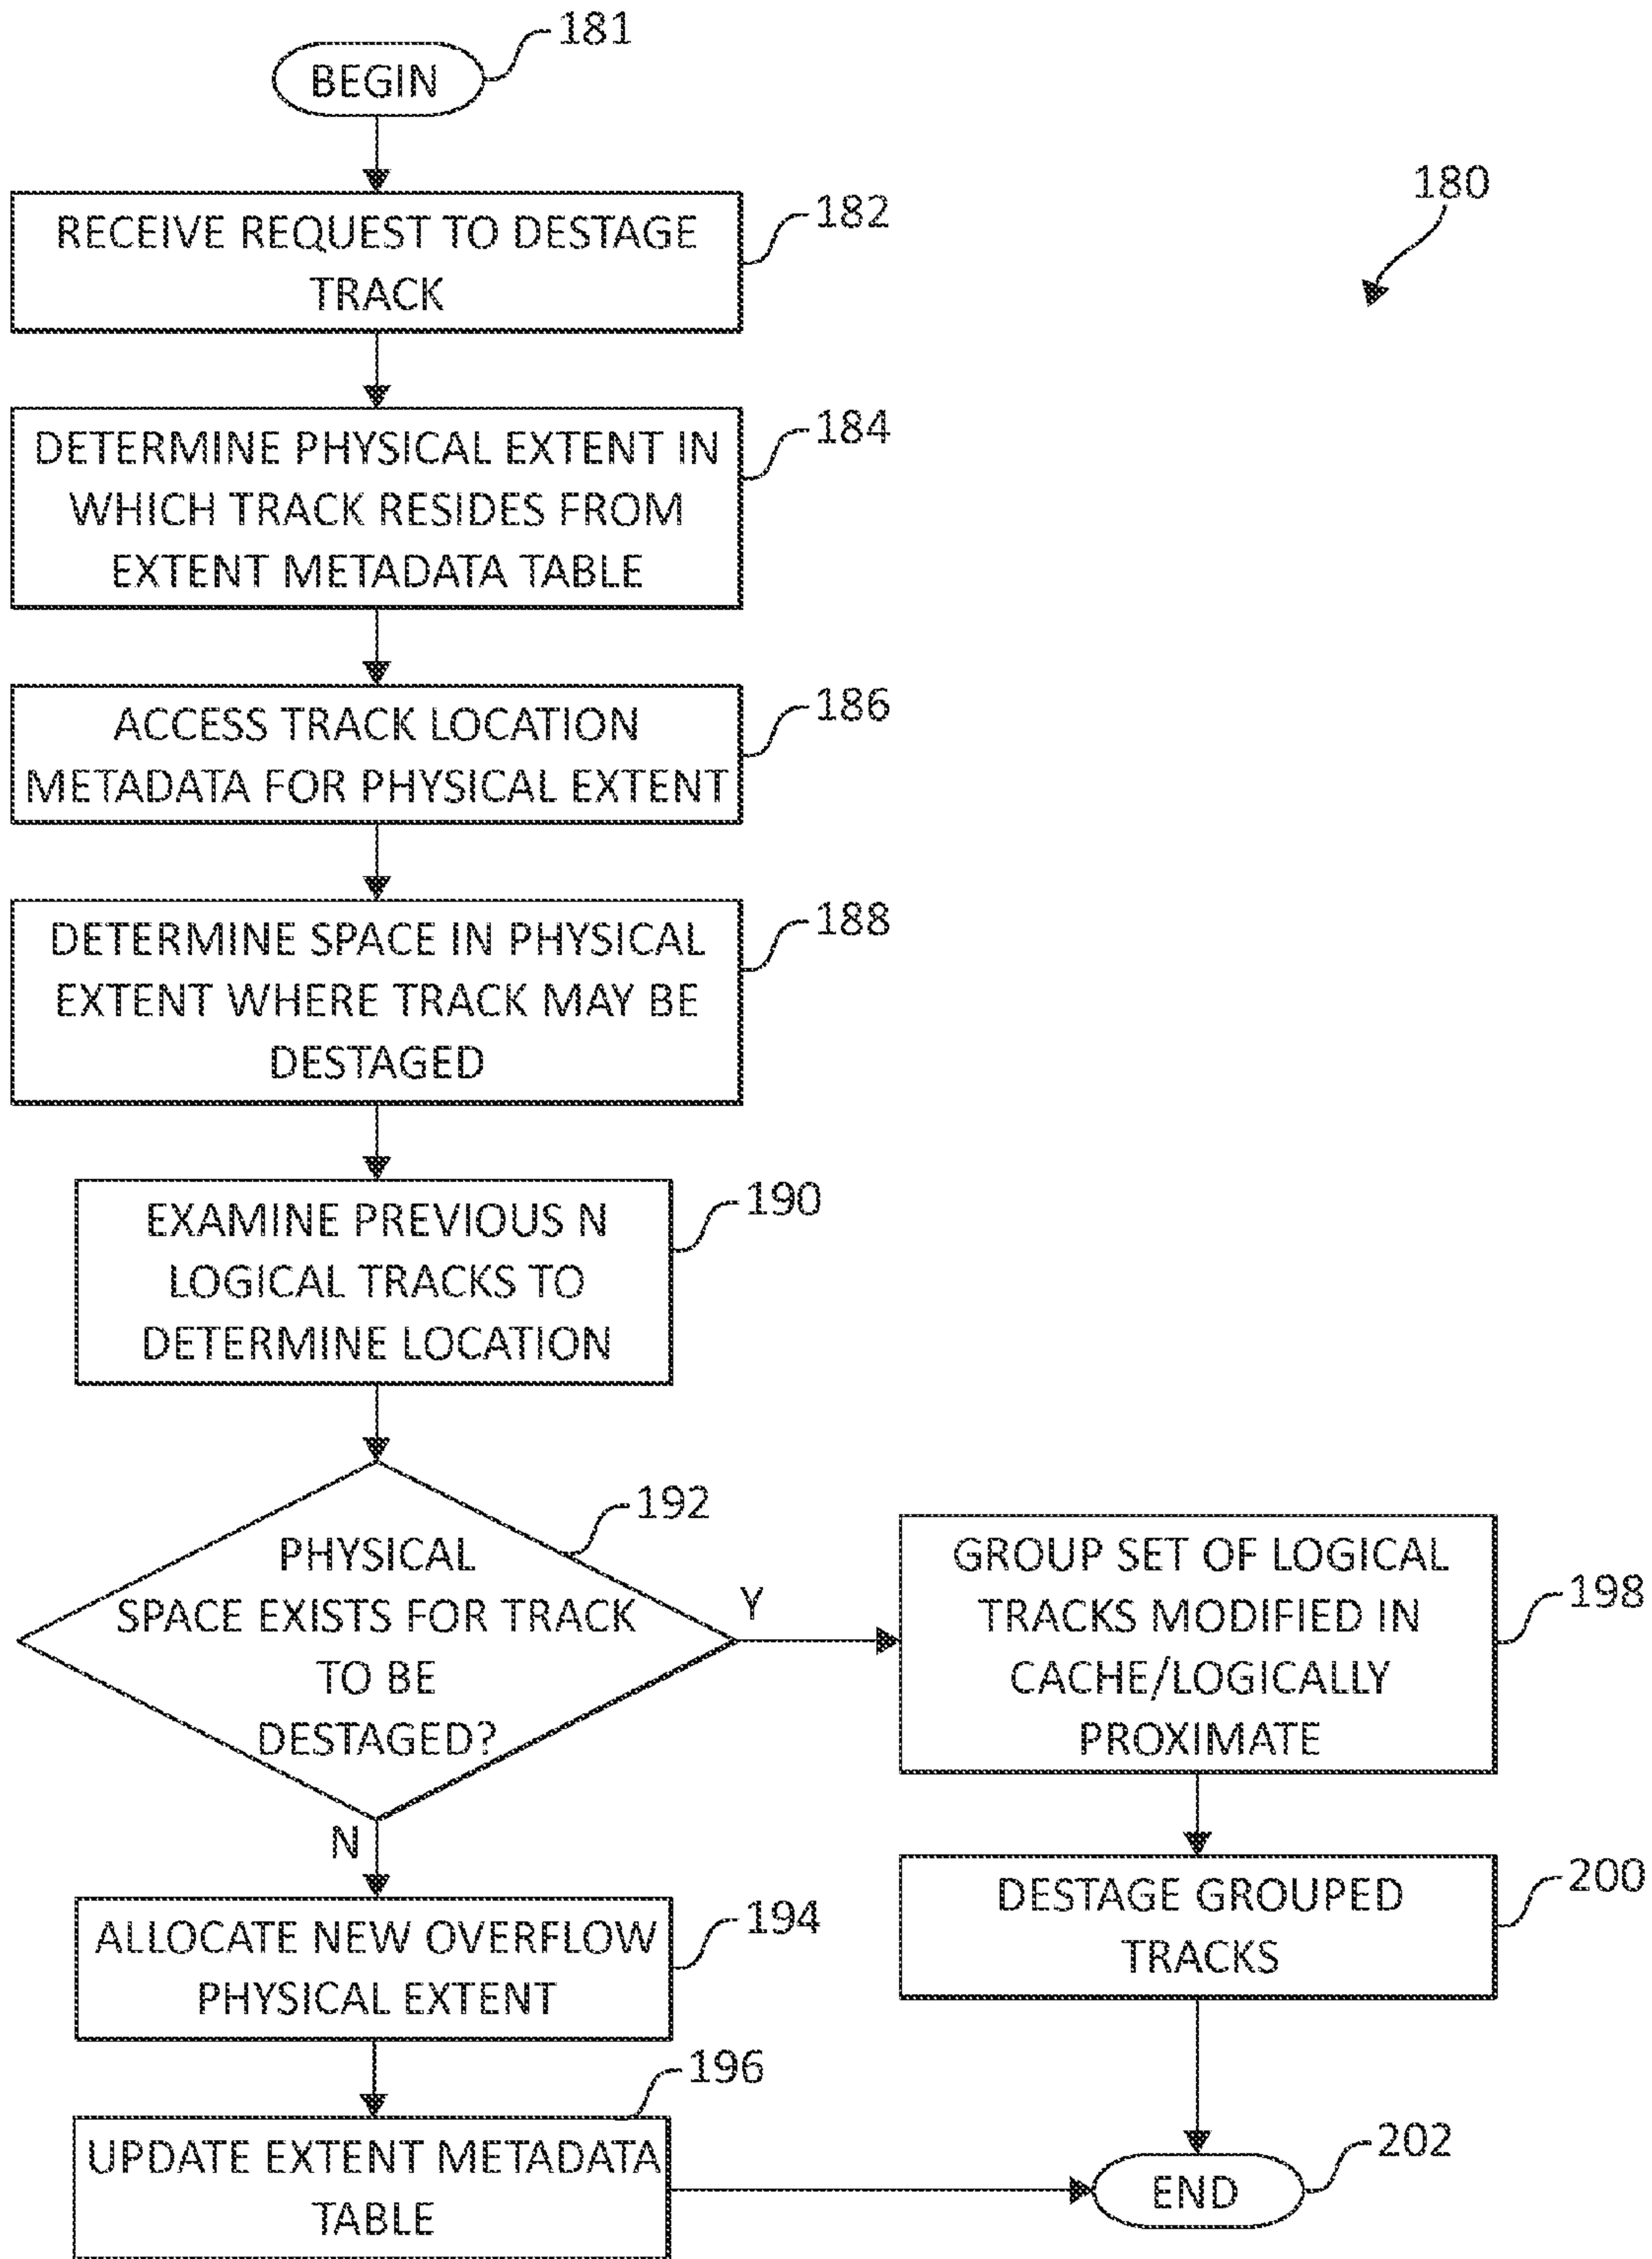 181
BEGIN
180
RECEIVE REQUEST TO DESTAGE
TRACK
182
DETERMINE PHYSICAL EXTENT IN
WHICH TRACK RESIDES FROM
EXTENT METADATA TABLE
184
ACCESS TRACK LOCATION
METADATA FOR PHYSICAL EXTENT
186
DETERMINE SPACE IN PHYSICAL
EXTENT WHERE TRACK MAY BE
DESTAGED
188
EXAMINE PREVIOUS N
LOGICAL TRACKS TO
DETERMINE LOCATION
190
PHYSICAL
SPACE EXISTS FOR TRACK
TO BE
DESTAGED?
192
Y
N
GROUP SET OF LOGICAL
TRACKS MODIFIED IN
CACHE/LOGICALLY
PROXIMATE
198
ALLOCATE NEW OVERFLOW
PHYSICAL EXTENT
194
DESTAGE GROUPED
TRACKS
200
UPDATE EXTENT METADATA
TABLE
196
END
202